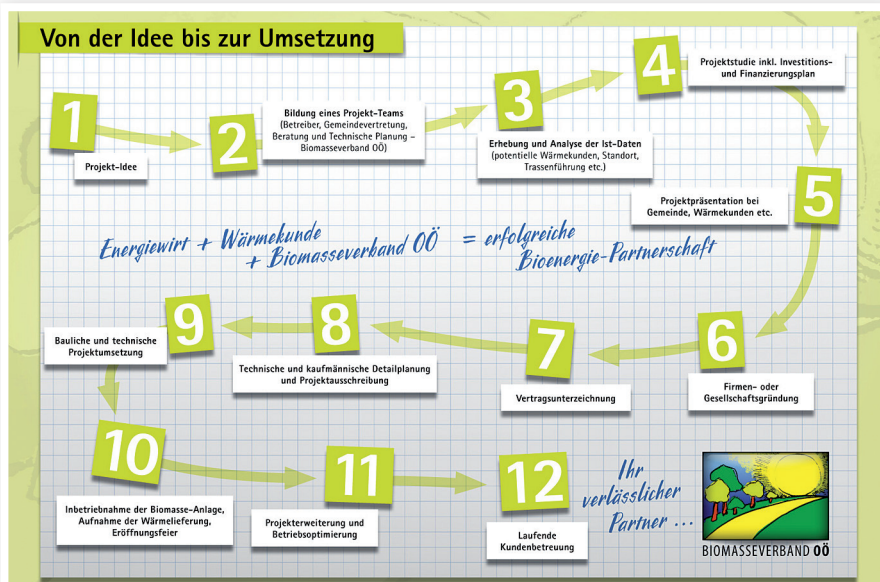 Von der Idee bis zur Umsetzung
1
Projekt-Idee
2
Bildung eines Projekt-Teams
(Betreiber, Gemeindevertretung,
Beratung und Technische Planung –
Biomasseverband OÖ)
3
Erhebung und Analyse der Ist-Daten
(potentielle Wärmekunden, Standort,
Trassenführung etc.)
4
Projektstudie inkl. Investitions-
und Finanzierungsplan
5
Projektpräsentation bei
Gemeinde, Wärmekunden etc.
Energiewirt + Wärmekunde
+ Biomasseverband OÖ
= erfolgreiche
Bioenergie-Partnerschaft
6
Firmen- oder
Gesellschaftsgründung
7
Vertragsunterzeichnung
8
Technische und kaufmännische Detailplanung
und Projektausschreibung
9
Bauliche und technische
Projektumsetzung
10
Inbetriebnahme der Biomasse-Anlage,
Aufnahme der Wärmelieferung,
Eröffnungsfeier
11
Projekterweiterung und
Betriebsoptimierung
12
Laufende
Kundenbetreuung
Ihr
verlässlicher
Partner ...
BIOMASSEVERBAND OÖ